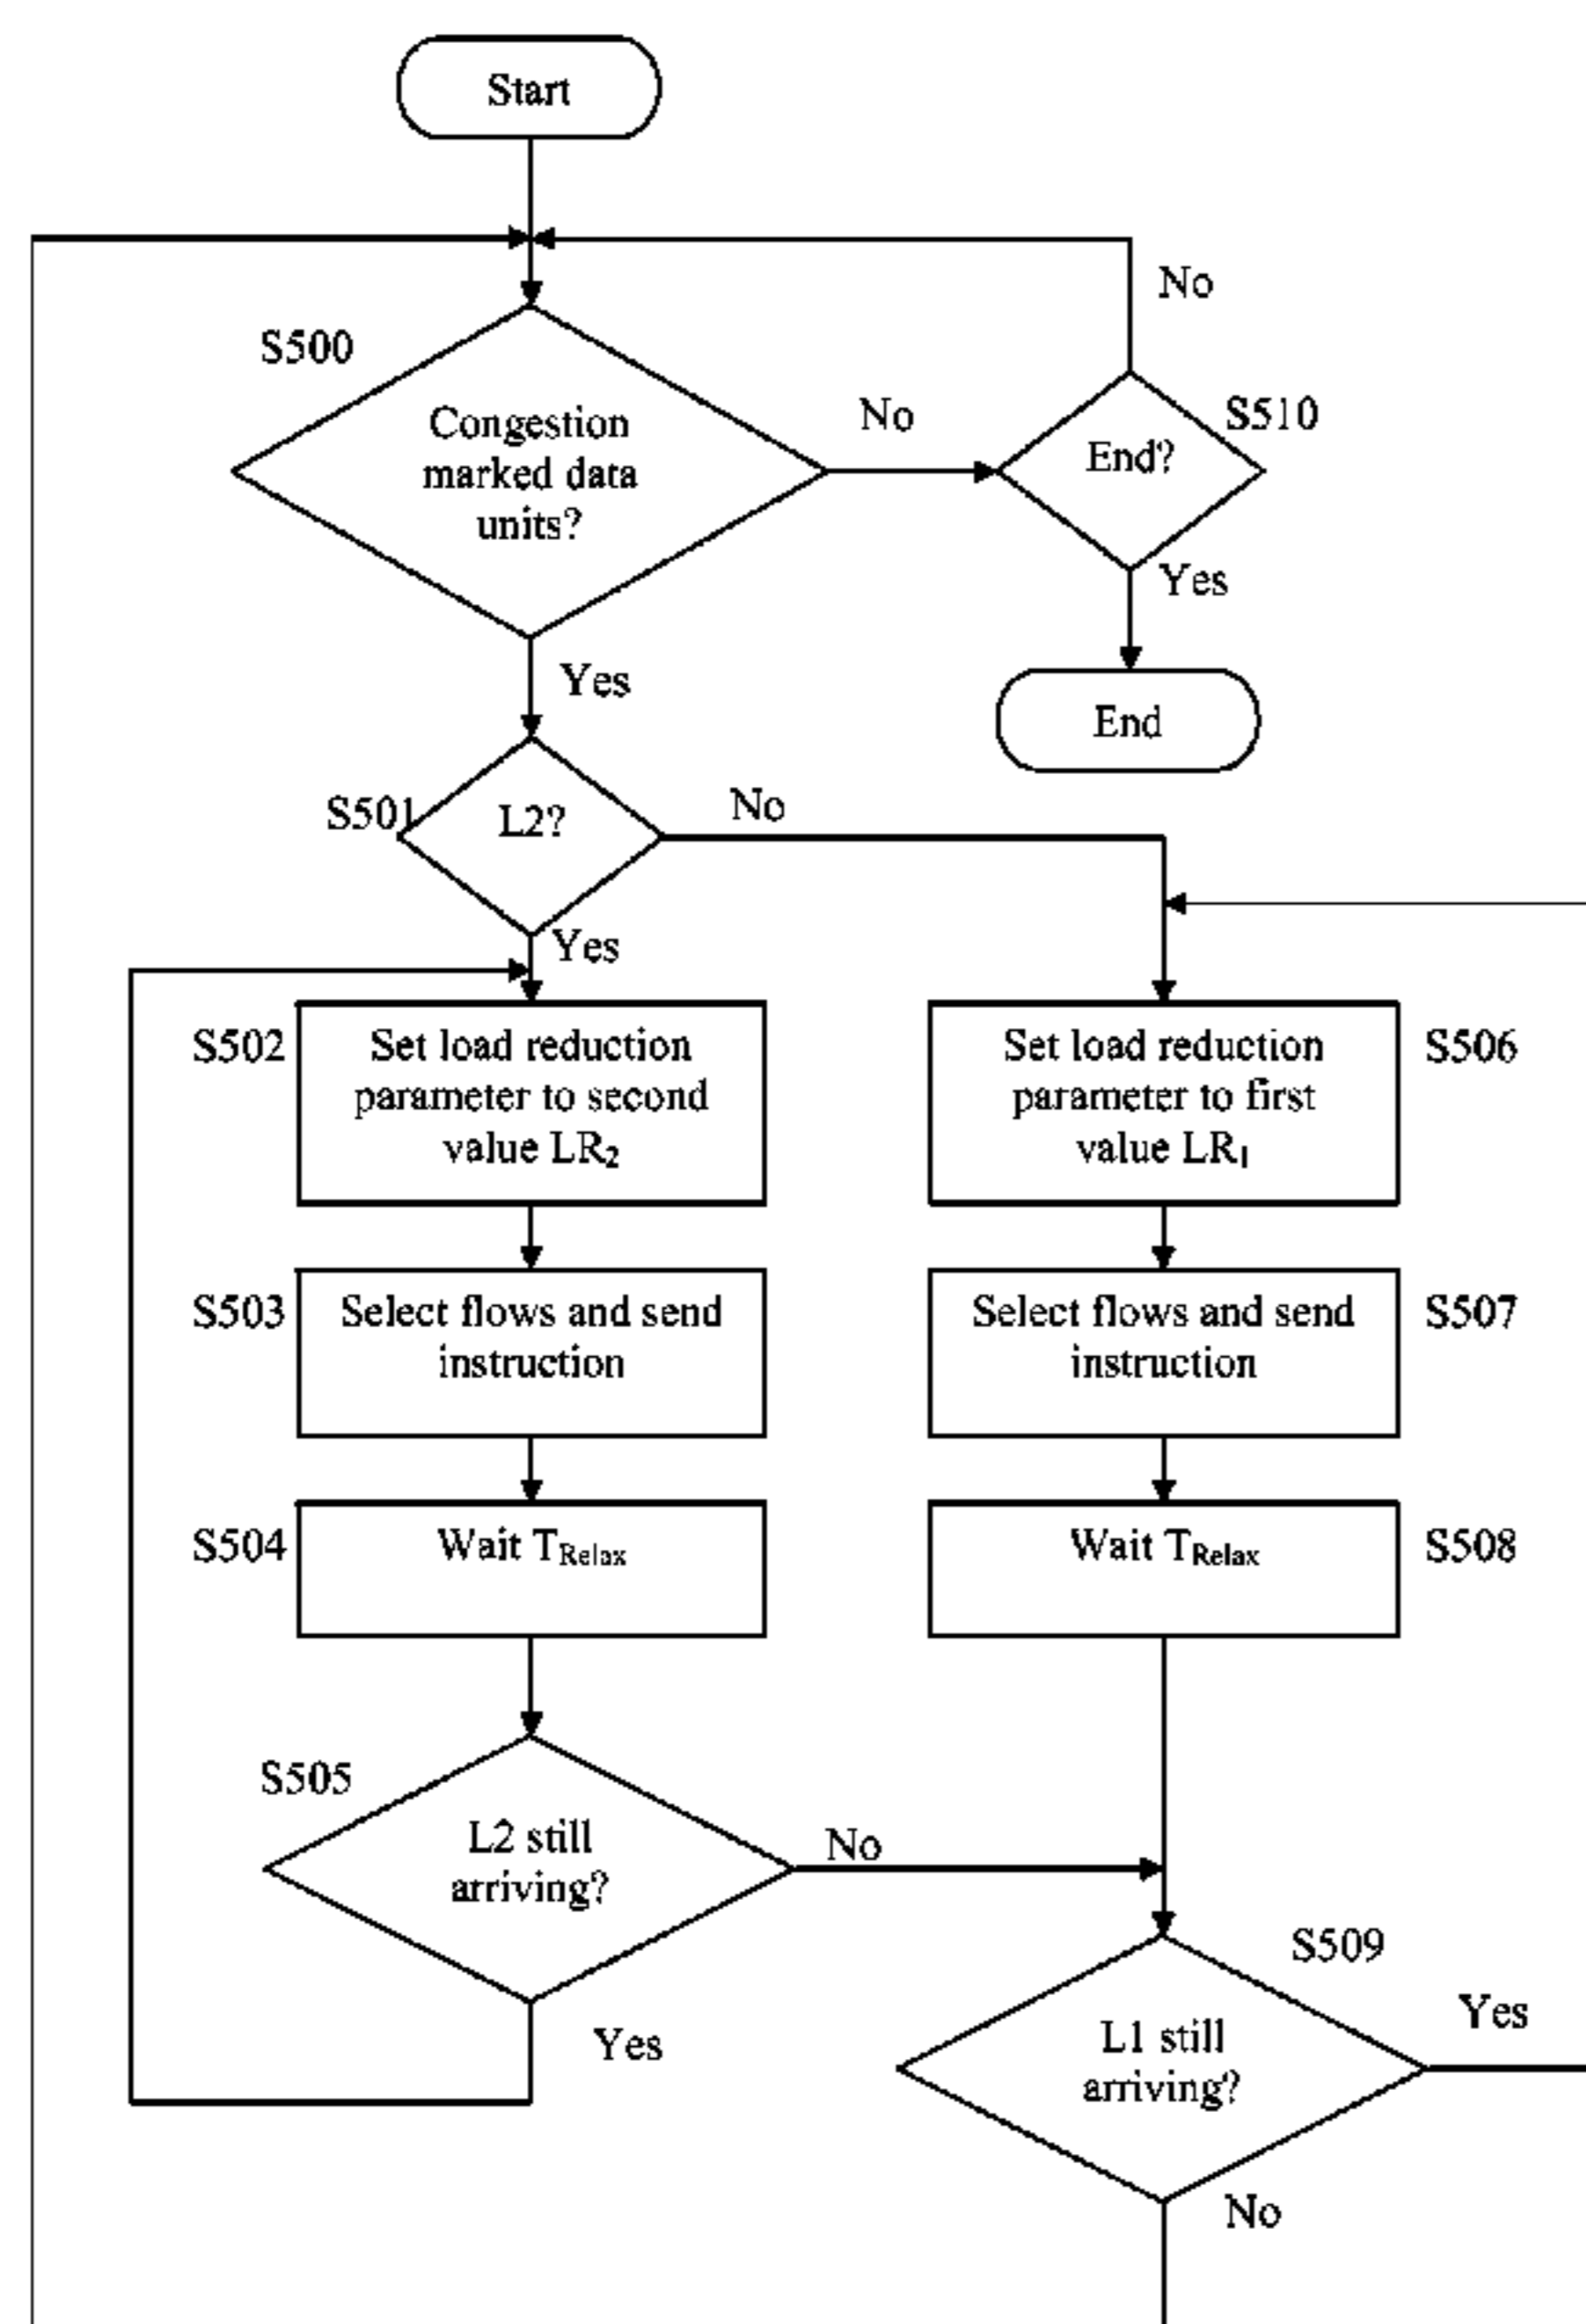 Start
No
S500
Congestion
marked data
units?
No
S510
End?
Yes
Yes
End
S501
L2?
No
Yes
S502
Set load reduction
parameter to second
value LR₂
Set load reduction
parameter to first
value LR₁
S506
S503
Select flows and send
instruction
Select flows and send
instruction
S507
S504
Wait T_Relax
Wait T_Relax
S508
S505
L2 still
arriving?
No
S509
Yes
L1 still
arriving?
Yes
No